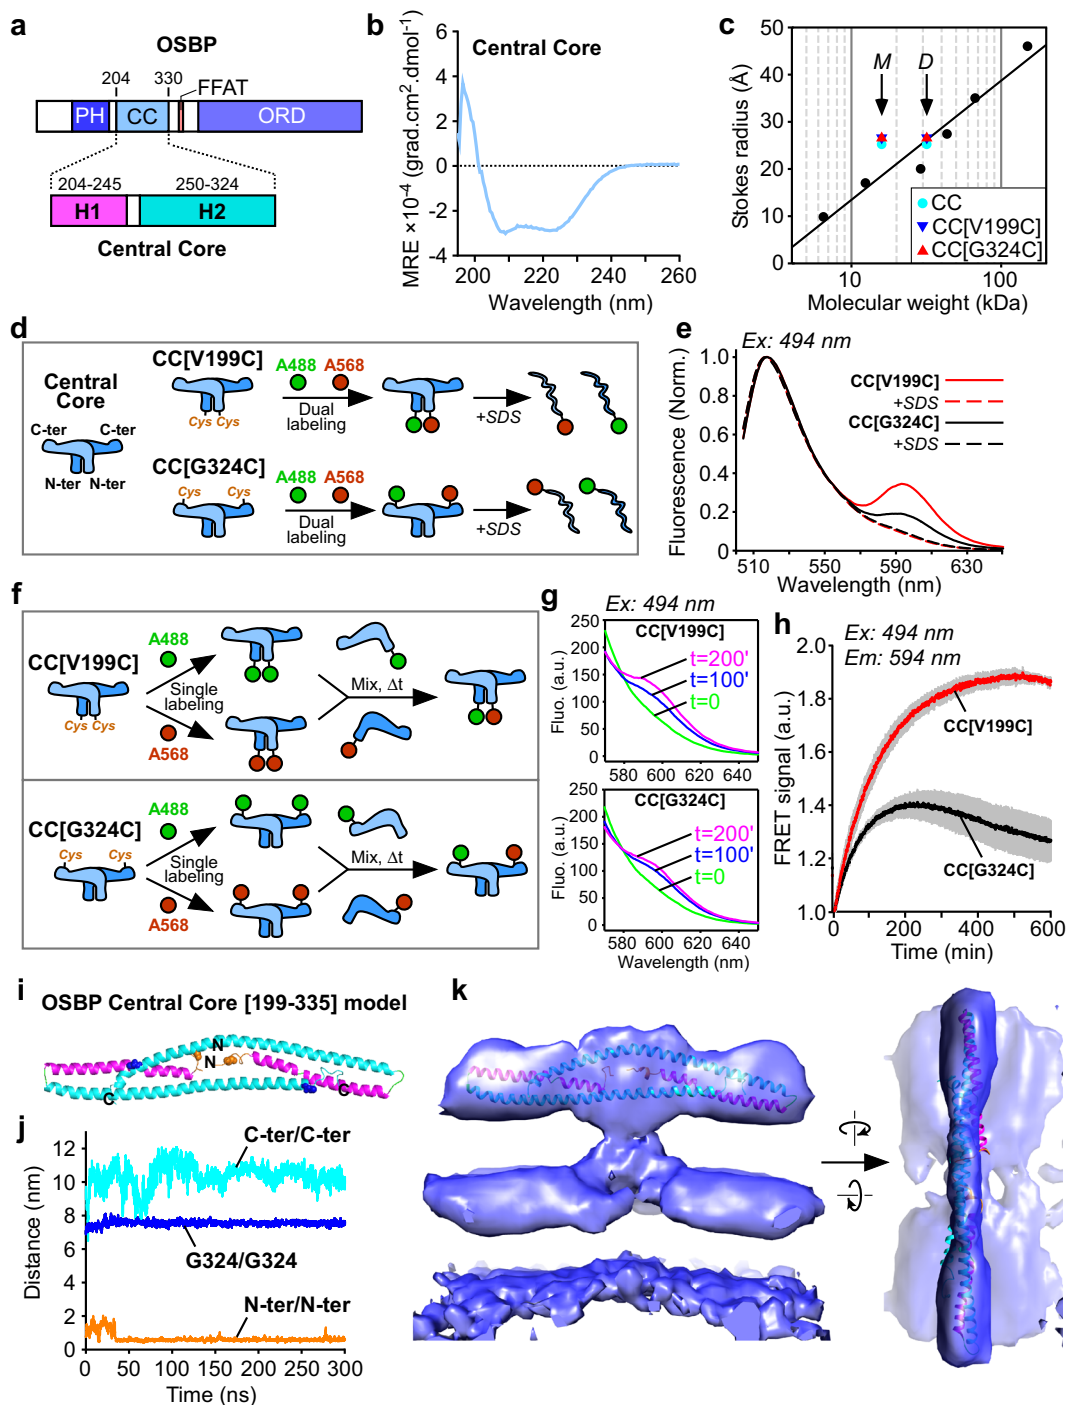 a
OSBP
204
330
FFAT
PH
CC
ORD
204-245
250-324
H1
H2
Central Core
b
Central Core
MRE ×10-4 (grad.cm2.dmol-1)
6
4
2
0
-2
-4
200
220
240
260
Wavelength (nm)
c
Stokes radius (Å)
50
40
30
20
10
0
M
D
CC
CC[V199C]
CC[G324C]
10
100
Molecular weight (kDa)
d
Central
Core
C-ter
C-ter
N-ter
N-ter
CC[V199C]
Cys
Cys
A488
A568
Dual
labeling
+SDS
CC[G324C]
Cys
Cys
A488
A568
Dual
labeling
+SDS
e
Ex: 494 nm
Fluorescence (Norm.)
1.0
0.8
0.6
0.4
0.2
0
CC[V199C]
+SDS
CC[G324C]
+SDS
510
550
590
630
Wavelength (nm)
f
CC[V199C]
Cys
Cys
A488
Single
labeling
A568
Mix, Δt
CC[G324C]
Cys
Cys
A488
Single
labeling
A568
Mix, Δt
g
Ex: 494 nm
Fluo. (a.u.)
250
200
150
100
50
0
CC[V199C]
t=200'
t=100'
t=0
580
600
620
640
Fluo. (a.u.)
250
200
150
100
50
0
CC[G324C]
t=200'
t=100'
t=0
580
600
620
640
Wavelength (nm)
h
Ex: 494 nm
Em: 594 nm
FRET signal (a.u.)
2.0
1.8
1.6
1.4
1.2
1.0
CC[V199C]
CC[G324C]
0
200
400
600
Time (min)
i
OSBP Central Core [199-335] model
N
N
C
C
j
Distance (nm)
12
10
8
6
4
2
0
C-ter/C-ter
G324/G324
N-ter/N-ter
0
50
100
150
200
250
300
Time (ns)
k